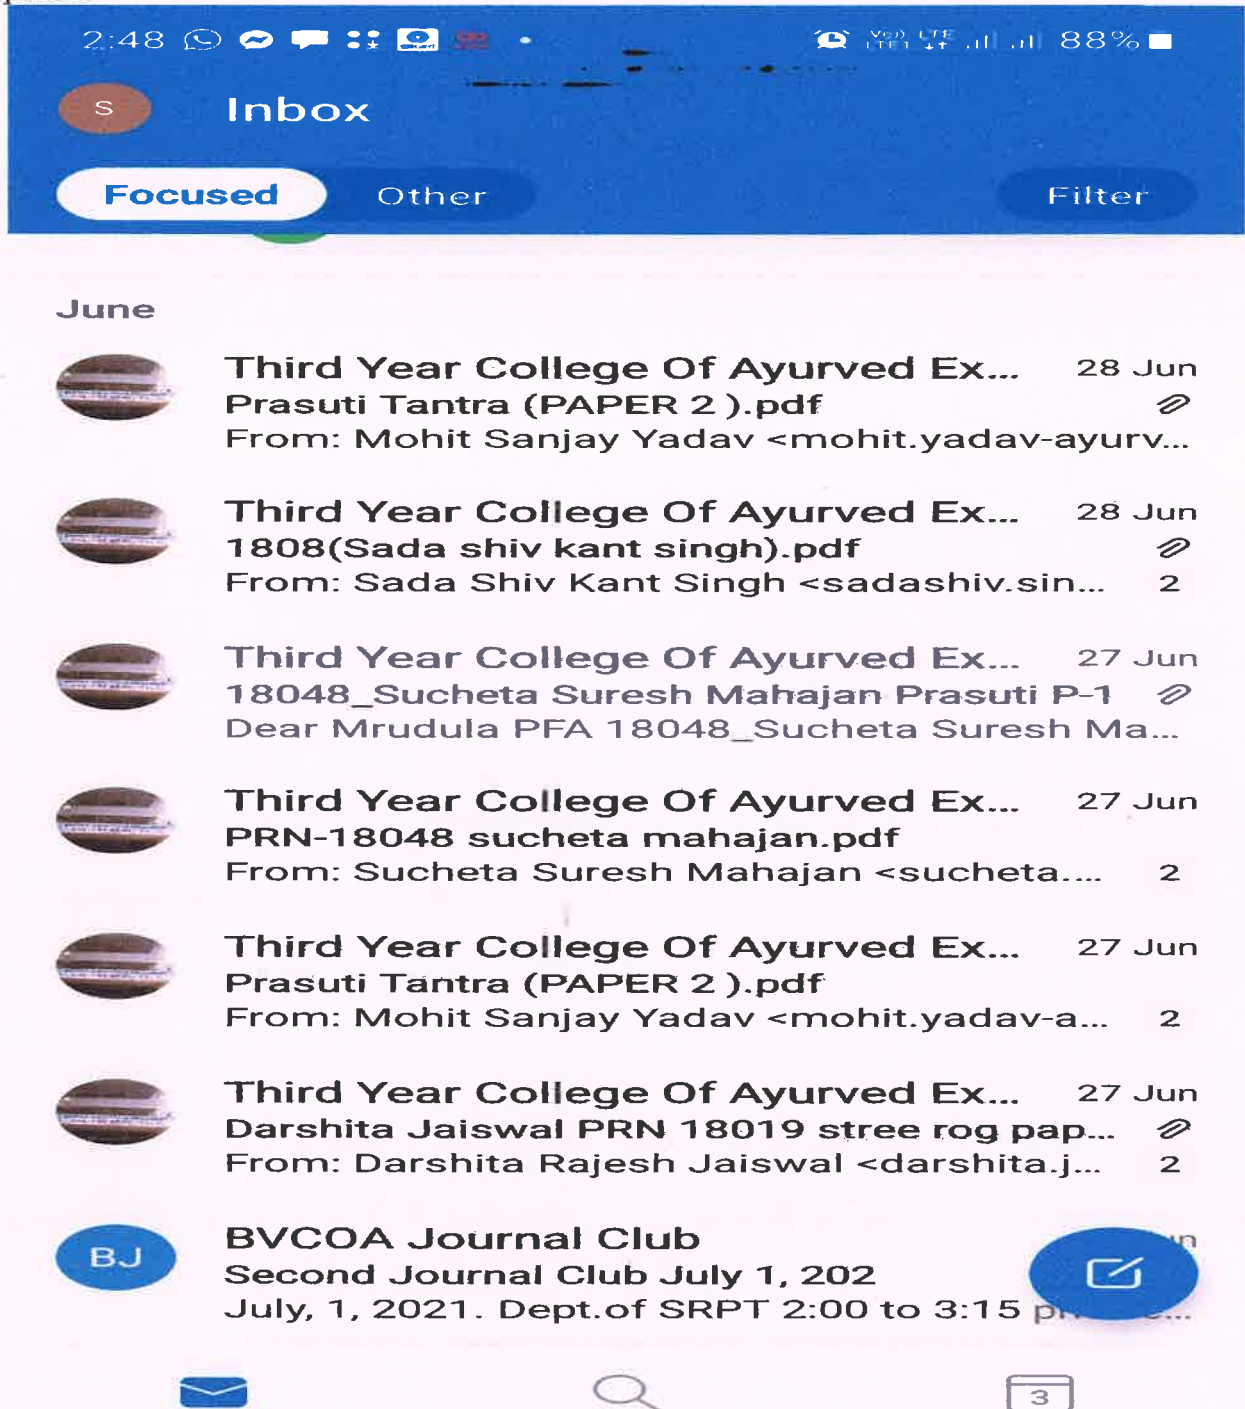 2:48 88%
S Inbox
Focused Other Filter
June
Third Year College Of Ayurved Ex... 28 Jun
Prasuti Tantra (PAPER 2 ).pdf
From: Mohit Sanjay Yadav <mohit.yadav-ayurv...
Third Year College Of Ayurved Ex... 28 Jun
1808(Sada shiv kant singh).pdf
From: Sada Shiv Kant Singh <sadashiv.sin... 2
Third Year College Of Ayurved Ex... 27 Jun
18048_Sucheta Suresh Mahajan Prasuti P-1
Dear Mrudula PFA 18048_Sucheta Suresh Ma...
Third Year College Of Ayurved Ex... 27 Jun
PRN-18048 sucheta mahajan.pdf
From: Sucheta Suresh Mahajan <sucheta.... 2
Third Year College Of Ayurved Ex... 27 Jun
Prasuti Tantra (PAPER 2 ).pdf
From: Mohit Sanjay Yadav <mohit.yadav-a... 2
Third Year College Of Ayurved Ex... 27 Jun
Darshita Jaiswal PRN 18019 stree rog pap...
From: Darshita Rajesh Jaiswal <darshita.j... 2
BJ BVCOA Journal Club
Second Journal Club July 1, 202
July, 1, 2021. Dept.of SRPT 2:00 to 3:15
3